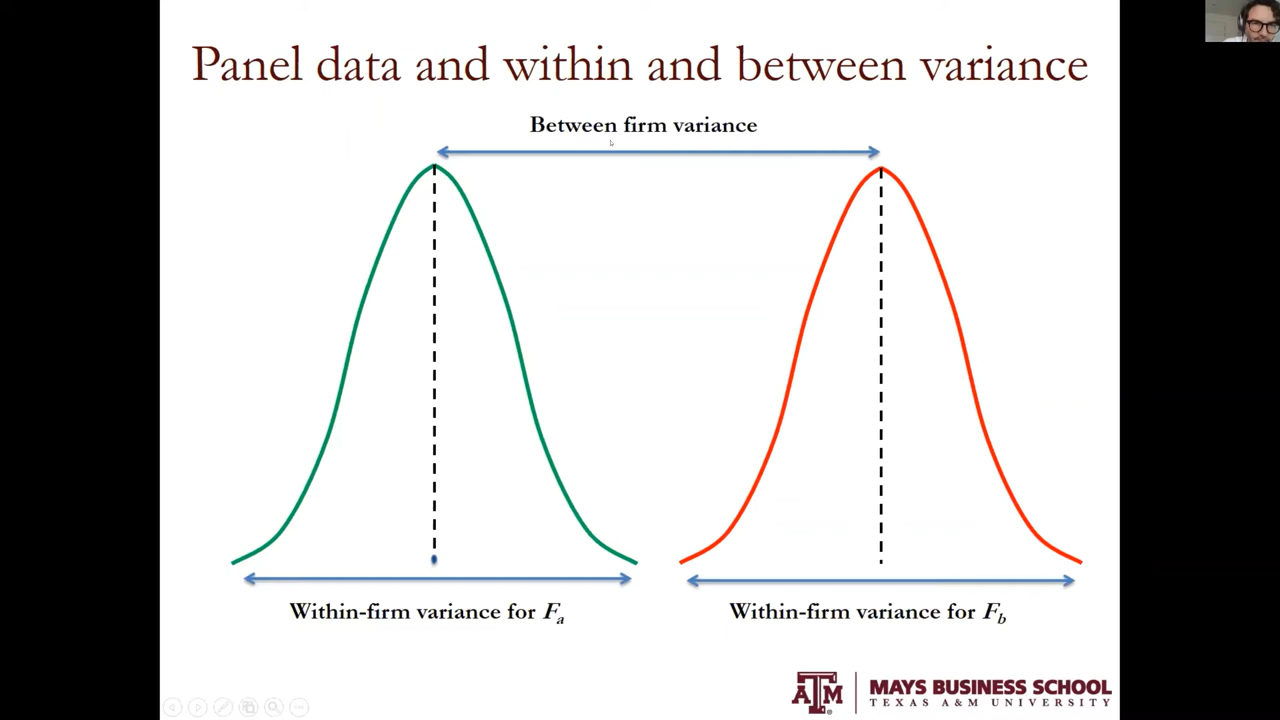 Panel data and within and between variance
Between firm variance
Within-firm variance for Fa
Within-firm variance for Fb
ATM
MAYS BUSINESS SCHOOL
TEXAS A&M UNIVERSITY